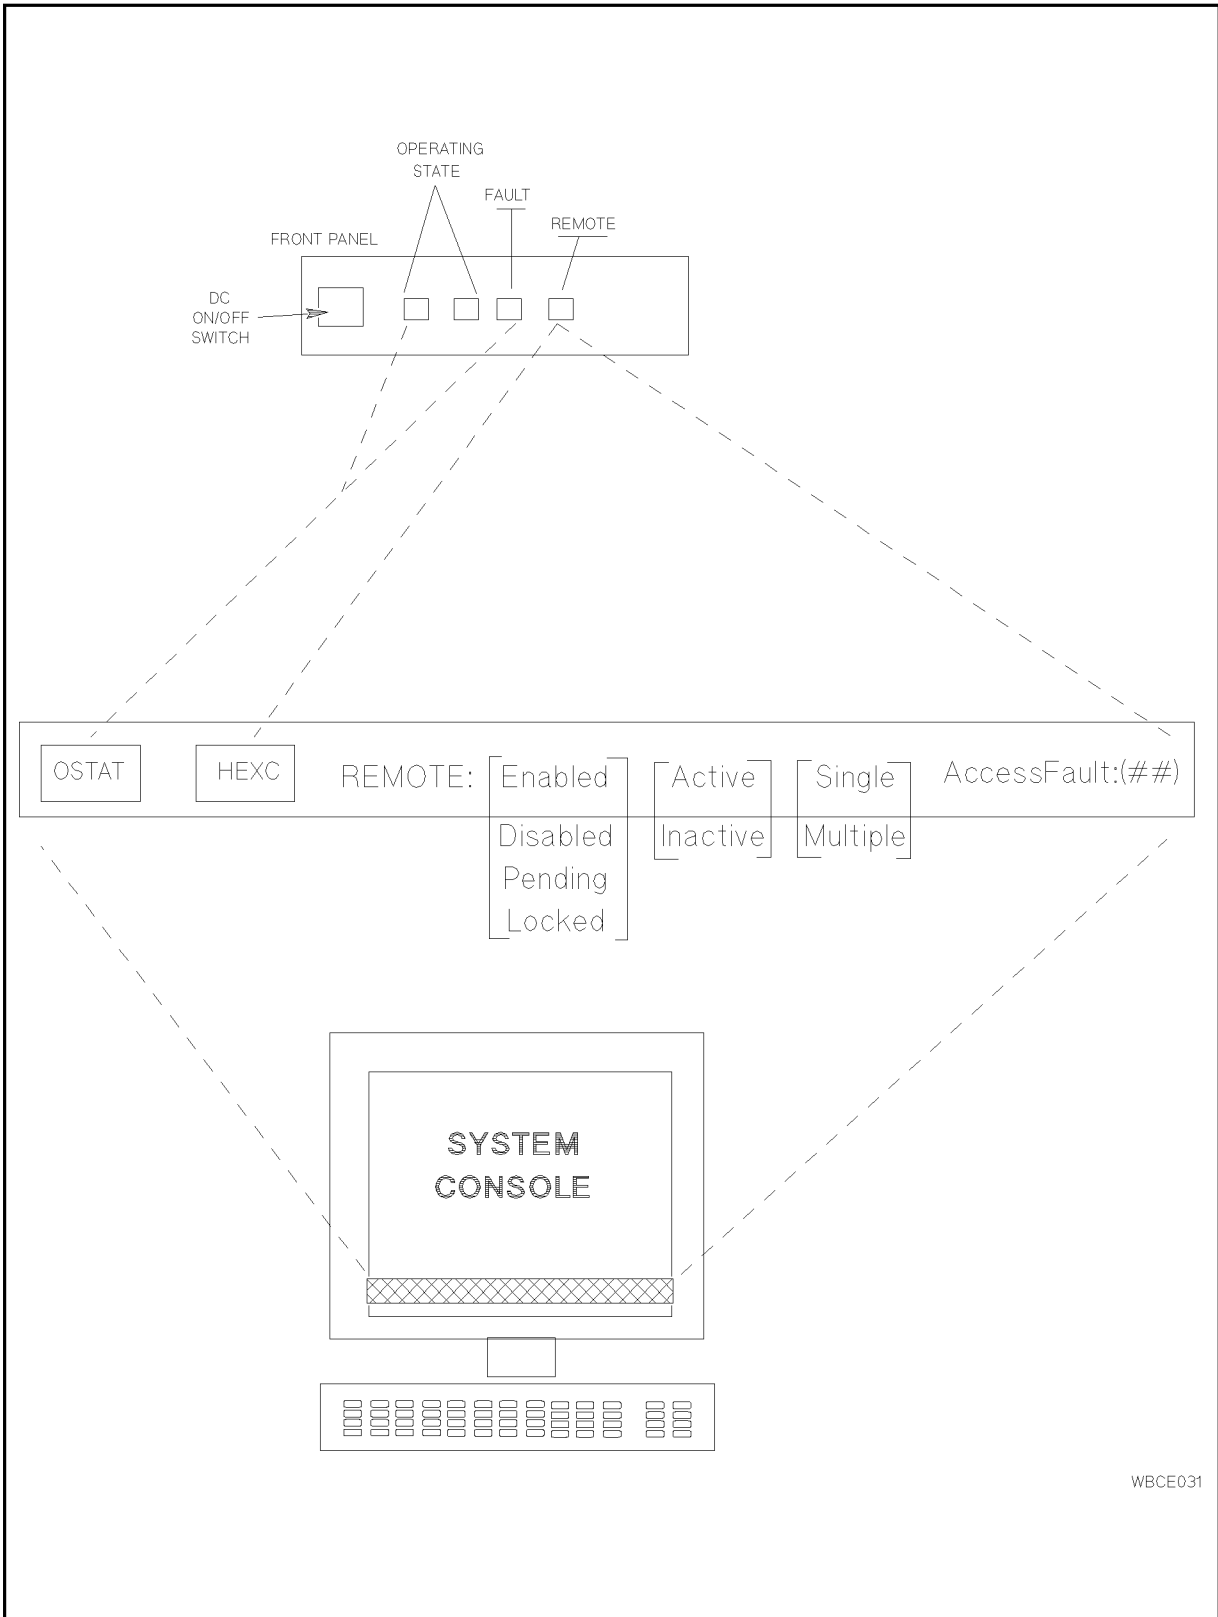 OPERATING
STATE
FAULT
REMOTE
FRONT PANEL
DC
ON/OFF
SWITCH
OSTAT HEXC REMOTE: Enabled Active Single AccessFault:(##)
Disabled Inactive Multiple
Pending
Locked
SYSTEM
CONSOLE
WBCE031